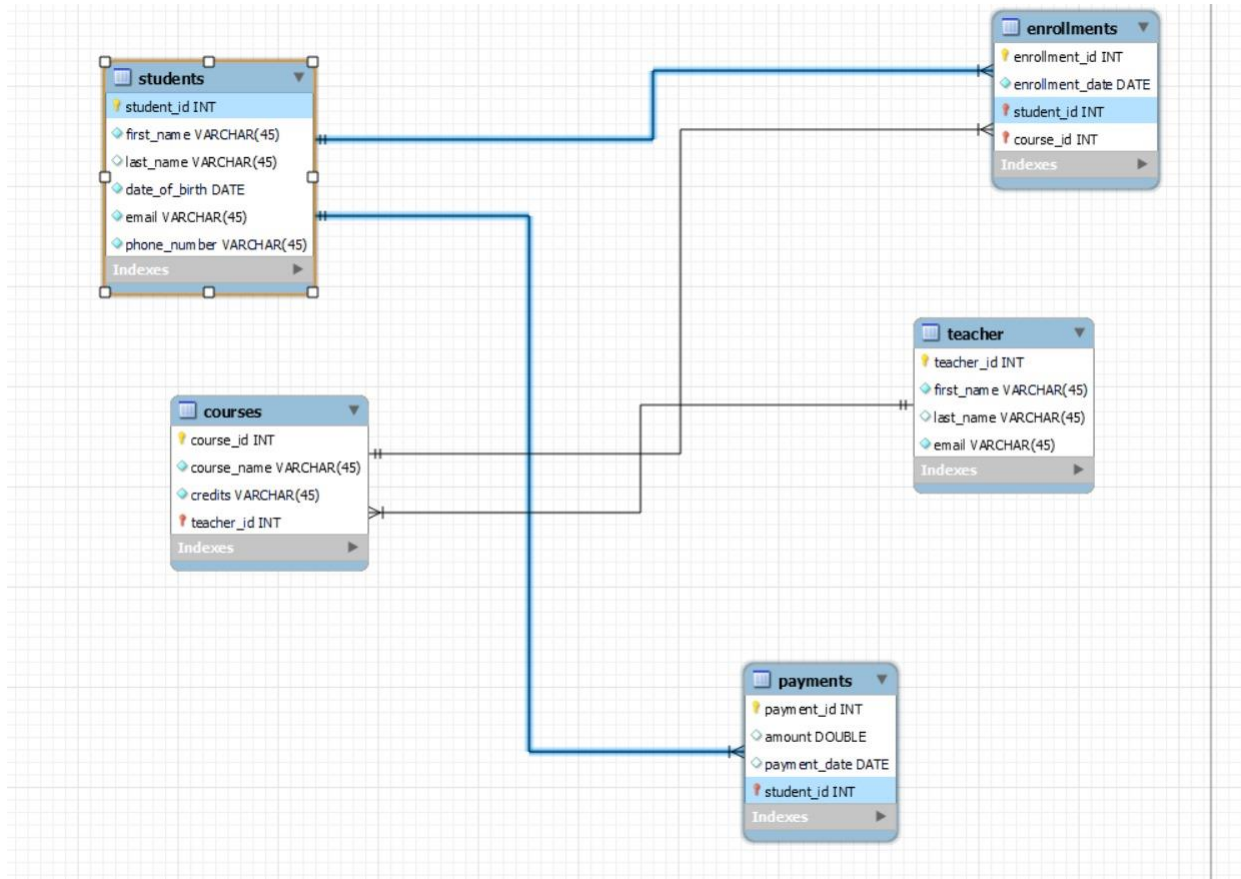 students
student_id INT
first_name VARCHAR(45)
last_name VARCHAR(45)
date_of_birth DATE
email VARCHAR(45)
phone_number VARCHAR(45)
Indexes
enrollments
enrollment_id INT
enrollment_date DATE
student_id INT
course_id INT
Indexes
courses
course_id INT
course_name VARCHAR(45)
credits VARCHAR(45)
teacher_id INT
Indexes
teacher
teacher_id INT
first_name VARCHAR(45)
last_name VARCHAR(45)
email VARCHAR(45)
Indexes
payments
payment_id INT
amount DOUBLE
payment_date DATE
student_id INT
Indexes